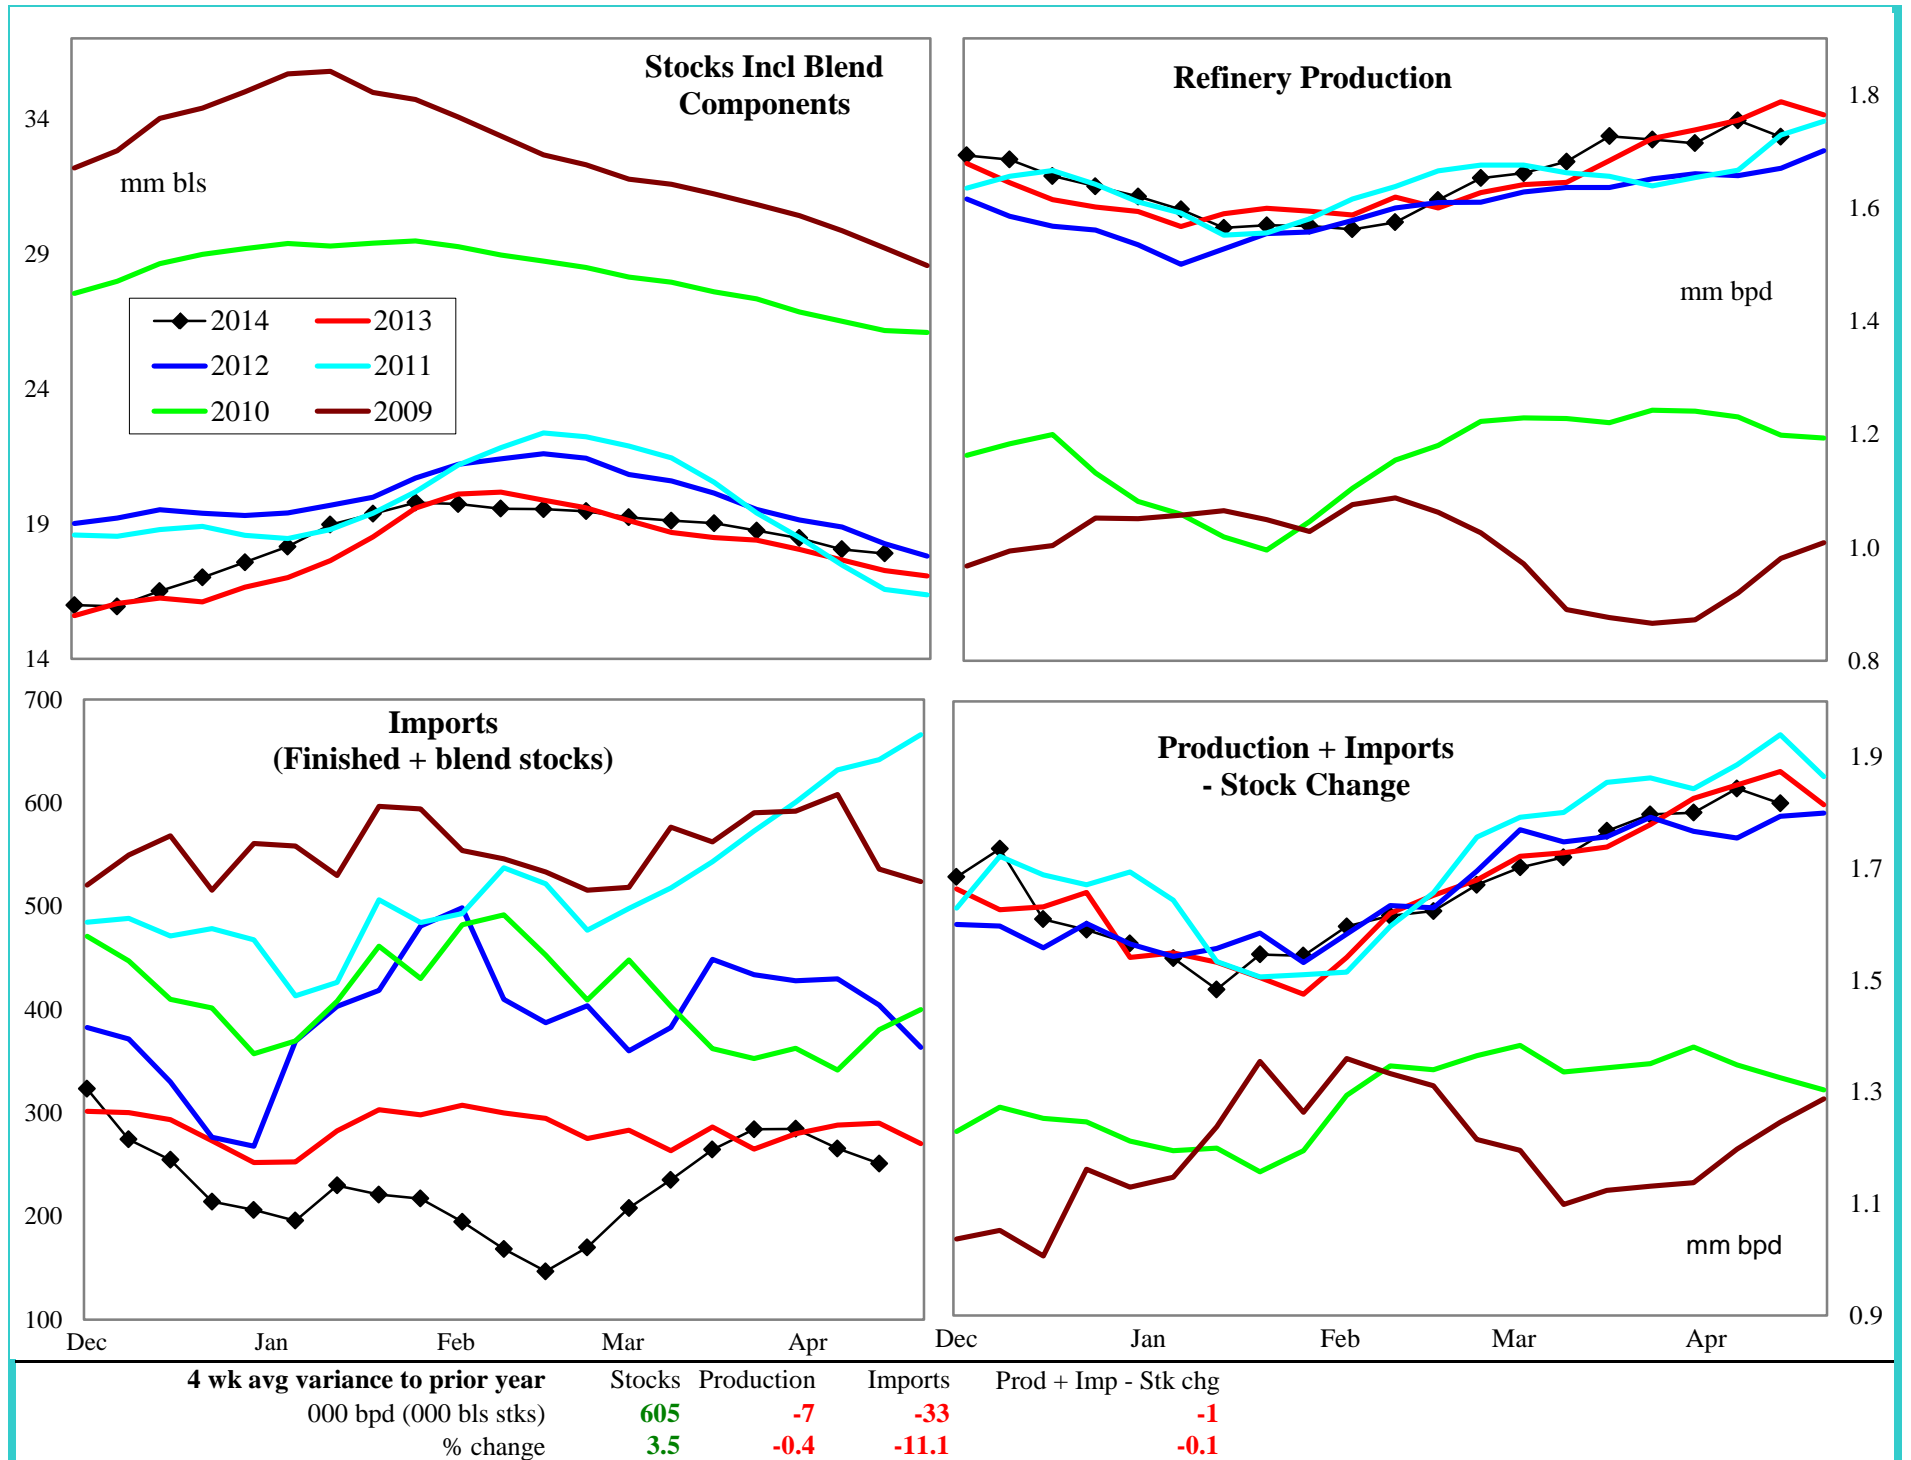 Stocks Incl Blend
Components
mm bls
34
29
24
19
14
2014 2013
2012 2011
2010 2009
Refinery Production
mm bpd
1.8
1.6
1.4
1.2
1.0
0.8
Imports
(Finished + blend stocks)
700
600
500
400
300
200
100
Dec Jan Feb Mar Apr
Production + Imports
- Stock Change
1.9
1.7
1.5
1.3
1.1
0.9
mm bpd
Dec Jan Feb Mar Apr
4 wk avg variance to prior year Stocks Production Imports Prod + Imp - Stk chg
000 bpd (000 bls stks) 605 -7 -33 -1
% change 3.5 -0.4 -11.1 -0.1